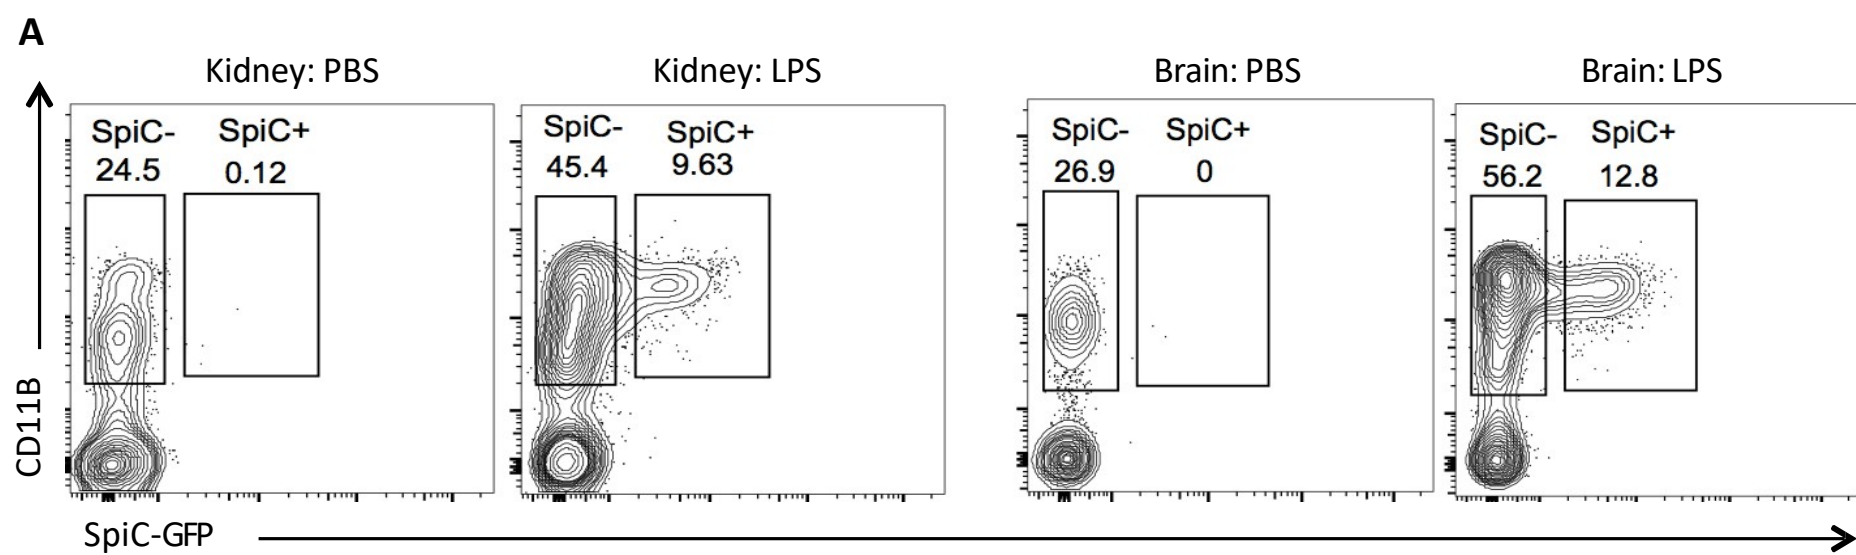 A
Kidney: PBS
Kidney: LPS
Brain: PBS
Brain: LPS
SpiC- SpiC+
24.5 0.12
SpiC- SpiC+
45.4 9.63
SpiC- SpiC+
26.9 0
SpiC- SpiC+
56.2 12.8
CD11B
SpiC-GFP